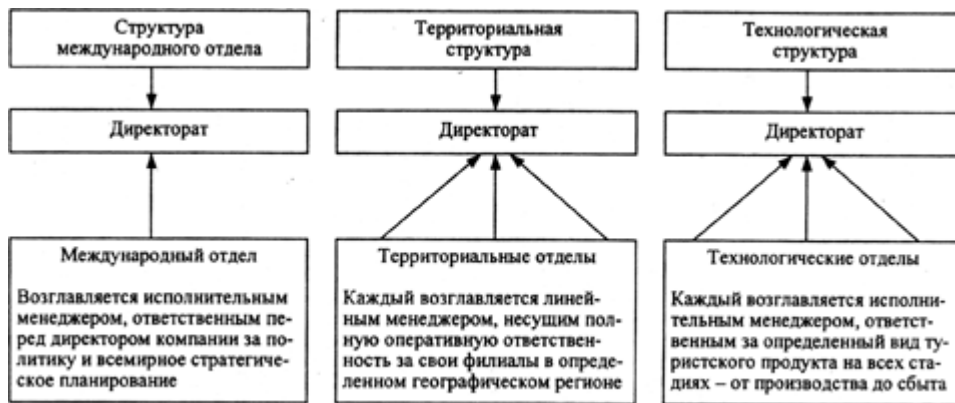 Структура
международного отдела
Территориальная
структура
Технологическая
структура
Директорат
Директорат
Директорат
Международный отдел
Возглавляется исполнительным
менеджером, ответственным пе-
ред директором компании за по-
литику и всемирное стратегиче-
ское планирование
Территориальные отделы
Каждый возглавляется линей-
ным менеджером, несущим пол-
ную оперативную ответствен-
ность за свои филиалы в опреде-
ленном географическом регионе
Технологические отделы
Каждый возглавляется исполни-
тельным менеджером, ответст-
венным за определенный вид ту-
ристского продукта на всех ста-
диях – от производства до сбыта